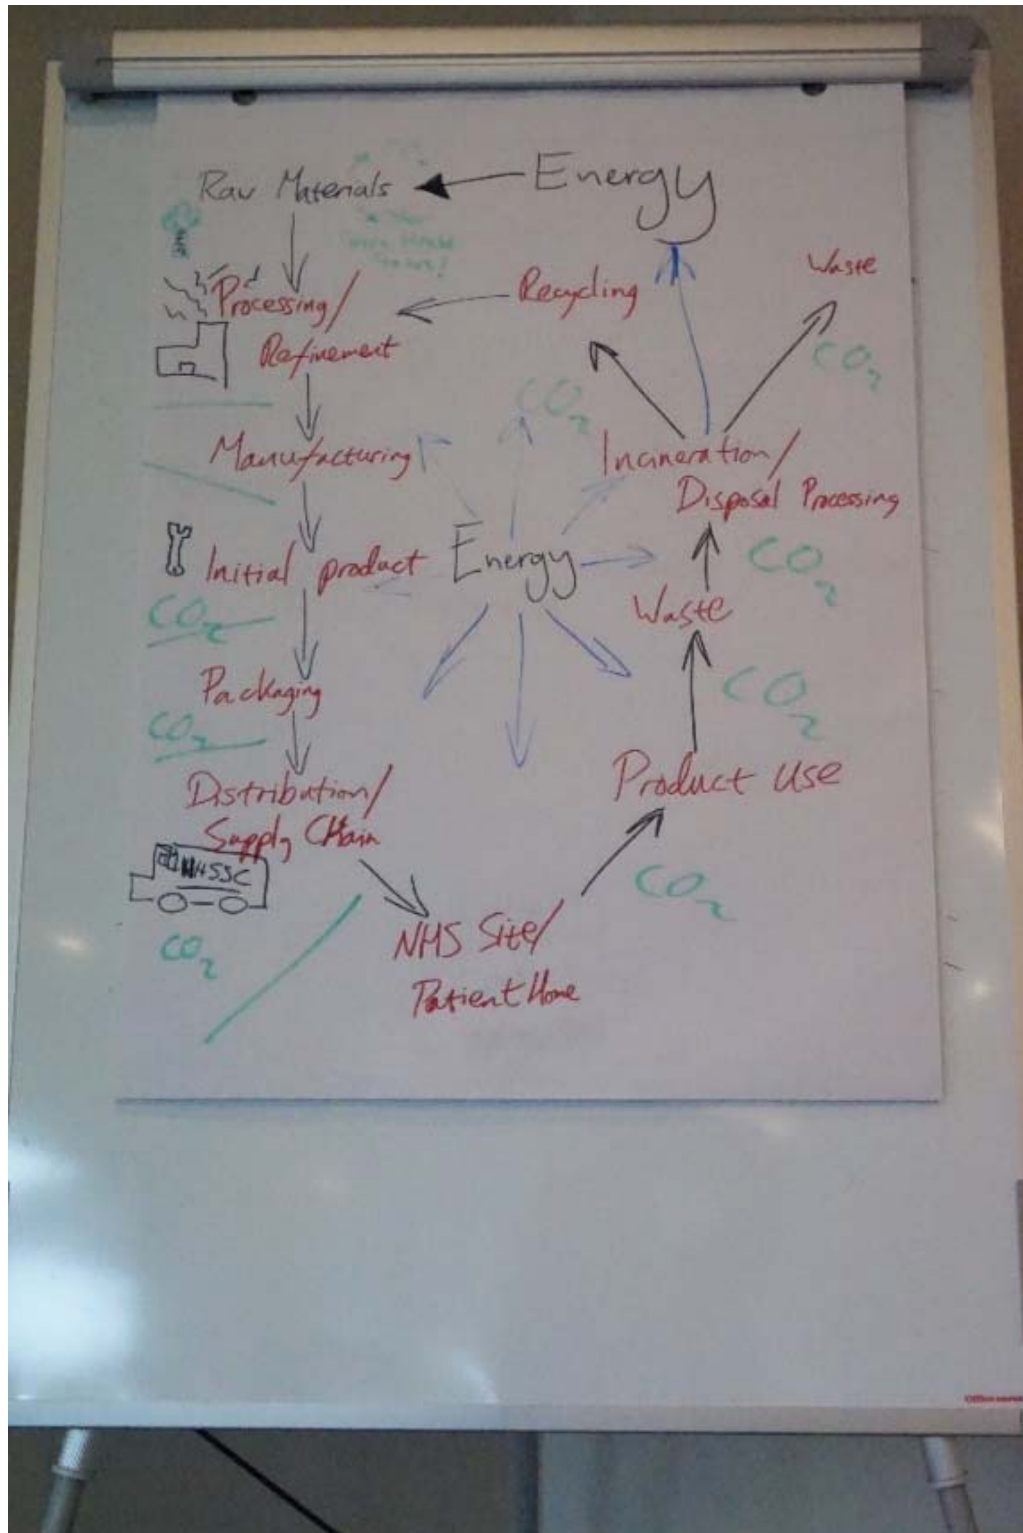 Raw Materials
Energy
Processing/
Refinement
Recycling
Waste
CO2
Manufacturing
CO2
Incineration/
Disposal Processing
Initial product
Energy
CO2
CO2
Waste
Packaging
CO2
CO2
Distribution/
Supply Chain
Product use
NHSSC
CO2
CO2
NHS Site/
Patient Home